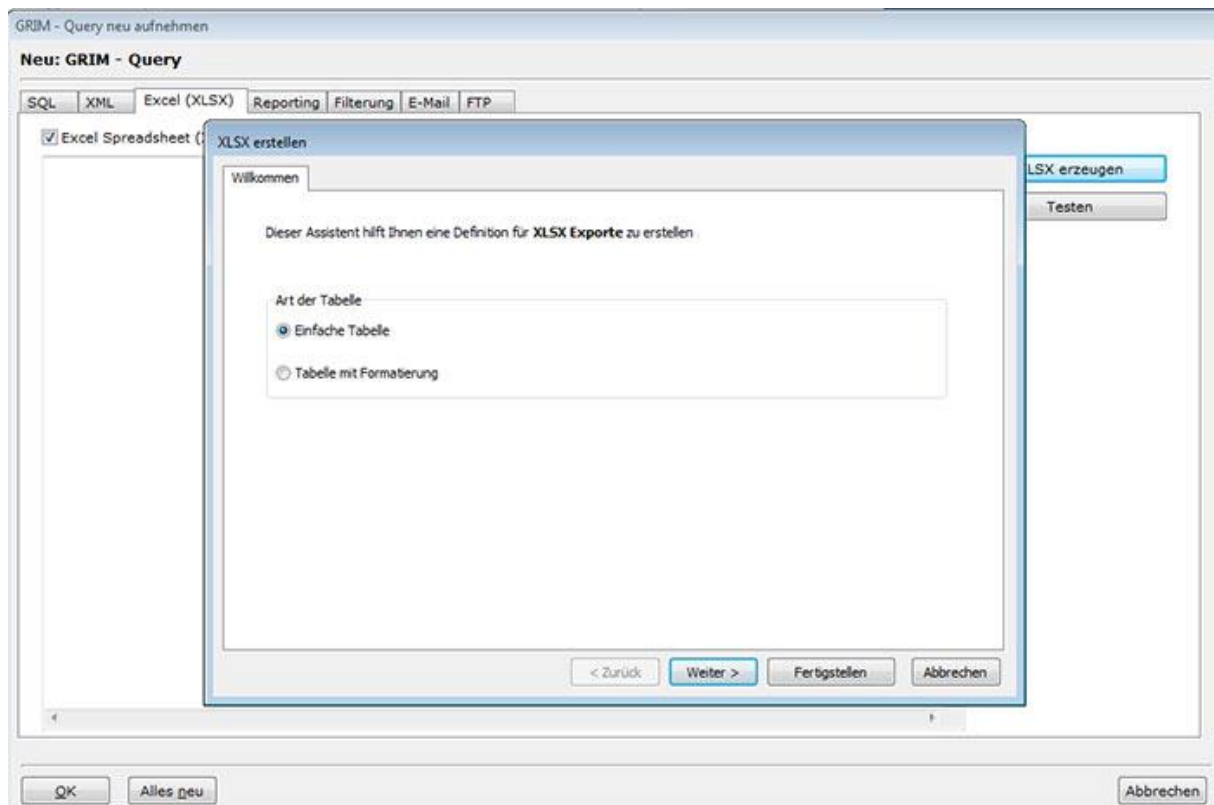 GRIM - Query neu aufnehmen
Neu: GRIM - Query
SQL XML Excel (XLSX) Reporting Filterung E-Mail FTP
Excel Spreadsheet (
XLSX erstellen
Willkommen
LSX erzeugen
Testen
Dieser Assistent hilft Ihnen eine Definition für XLSX Exporte zu erstellen
Art der Tabelle
Einfache Tabelle
Tabelle mit Formatierung
< Zurück Weiter > Fertigstellen Abbrechen
OK Alles neu Abbrechen